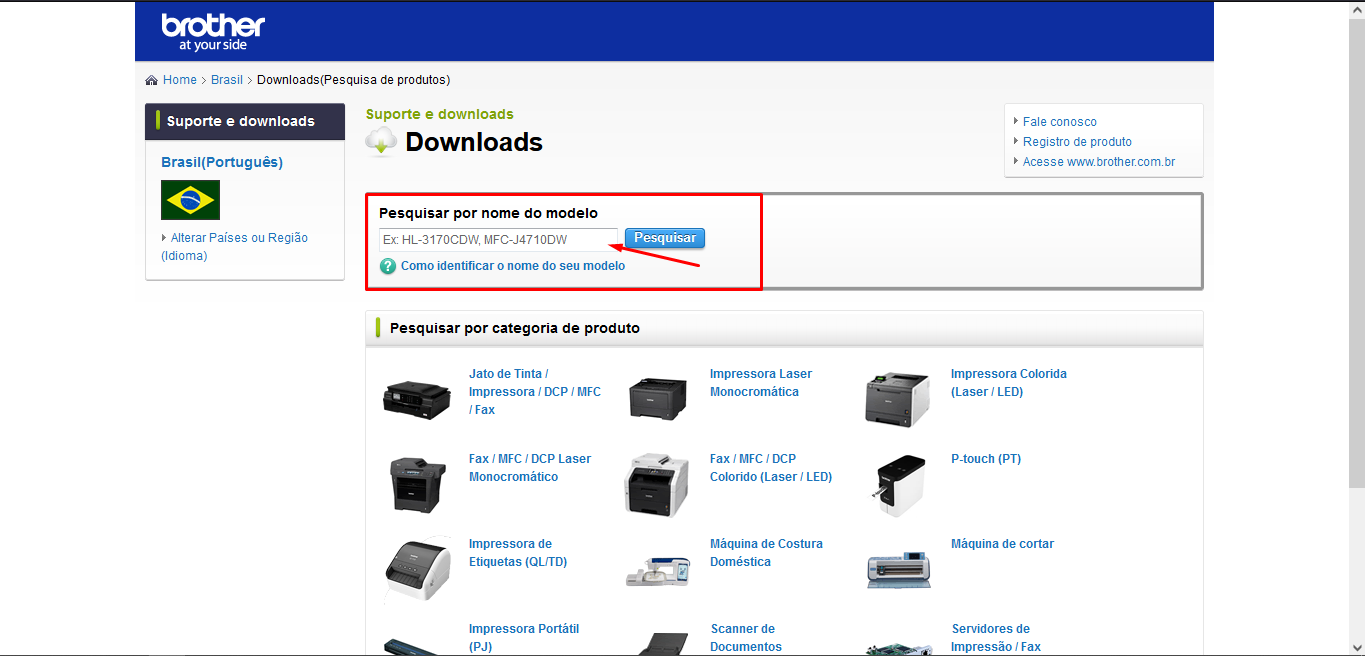 brother
at your side
Home > Brasil > Downloads(Pesquisa de produtos)
Suporte e downloads
Brasil(Português)
Alterar Países ou Região
(Idioma)
Suporte e downloads
Downloads
Fale conosco
Registro de produto
Acesse www.brother.com.br
Pesquisar por nome do modelo
Ex: HL-3170CDW, MFC-J4710DW
Pesquisar
? Como identificar o nome do seu modelo
Pesquisar por categoria de produto
Jato de Tinta /
Impressora / DCP / MFC
/ Fax
Impressora Laser
Monocromática
Impressora Colorida
(Laser / LED)
Fax / MFC / DCP Laser
Monocromático
Fax / MFC / DCP
Colorido (Laser / LED)
P-touch (PT)
Impressora de
Etiquetas (QL/TD)
Máquina de Costura
Doméstica
Máquina de cortar
Impressora Portátil
(PJ)
Scanner de
Documentos
Servidores de
Impressão / Fax